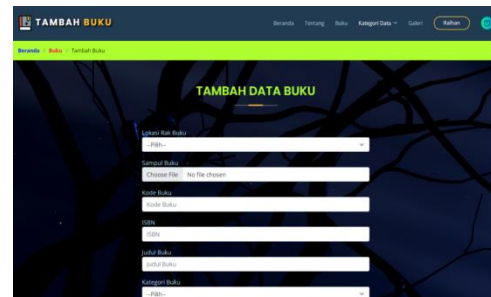 TAMBAH BUKU
Beranda Tentang Buku Kategori Data Galeri Raihan
Beranda / Buku / Tambah Buku
TAMBAH DATA BUKU
Lokasi Rak Buku
--Pilih--
Sampul Buku
Choose File No file chosen
Kode Buku
Kode Buku
ISBN
ISBN
Judul Buku
Judul Buku
Kategori Buku
--Pilih--